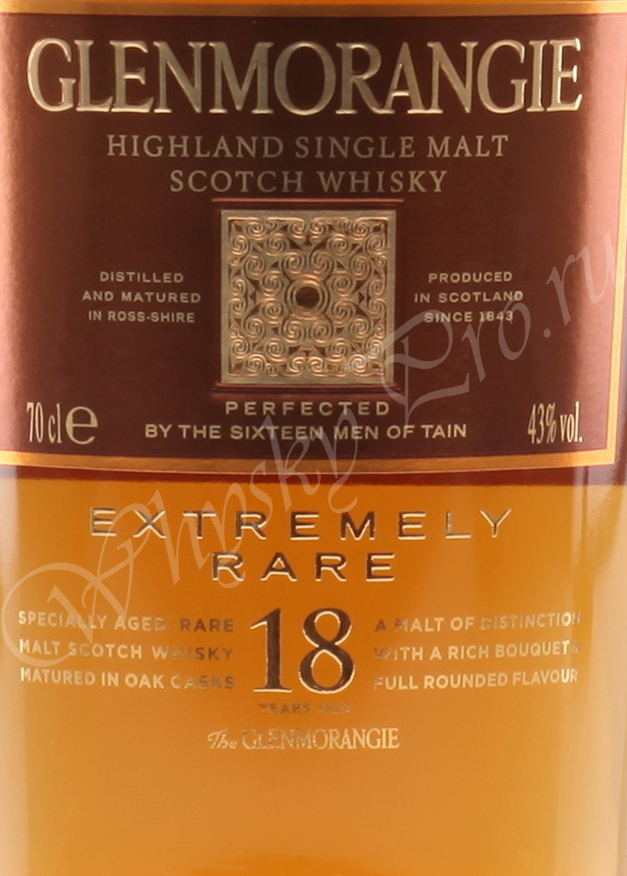 GLENMORANGIE
HIGHLAND SINGLE MALT
SCOTCH WHISKY
DISTILLED
AND MATURED
IN ROSS-SHIRE
PRODUCED
IN SCOTLAND
SINCE 1843
PERFECTED
BY THE SIXTEEN MEN OF TAIN
70 cl e
43% vol.
EXTREMELY
RARE
SPECIALLY AGED, RARE
MALT SCOTCH WHISKY
MATURED IN OAK CASKS
18
YEARS OLD
A MALT OF DISTINCTION
WITH A RICH BOUQUET &
FULL ROUNDED FLAVOUR
The GLENMORANGIE
WhiskyPro.ru